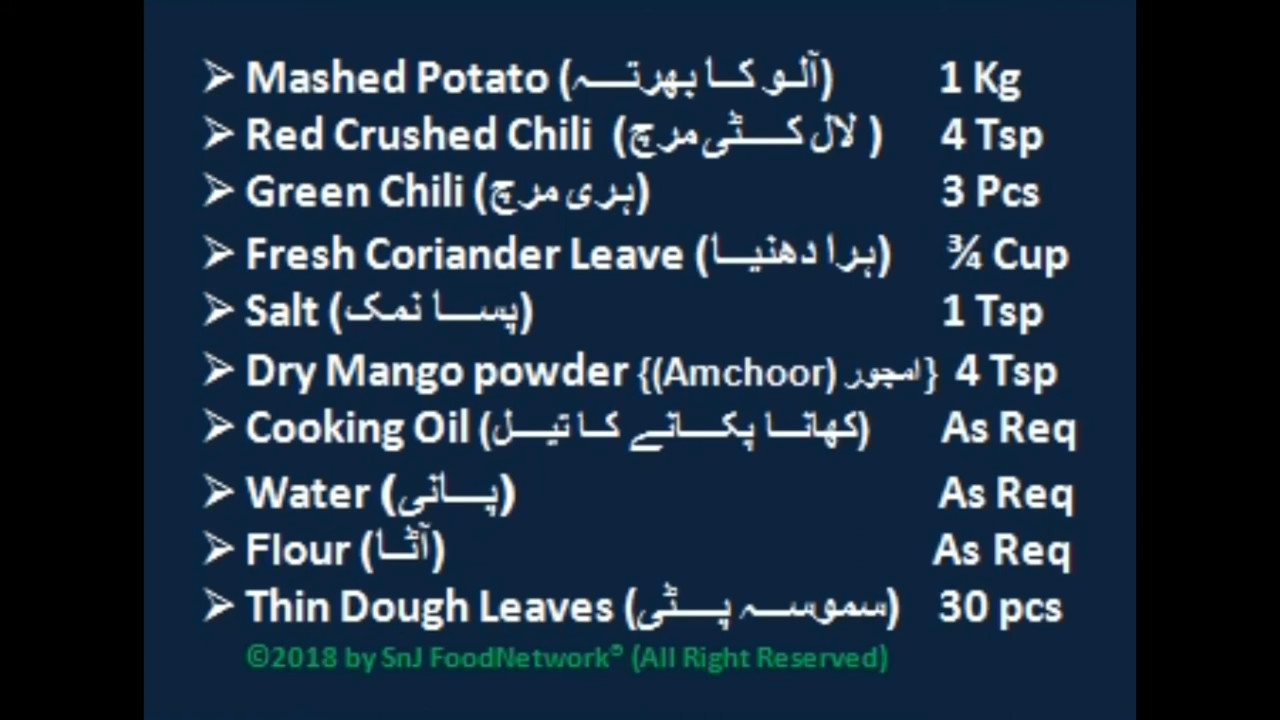 ➢ Mashed Potato (آلو کا بھرتہ) 1 Kg
➢ Red Crushed Chili (لال کٹی مرچ ) 4 Tsp
➢ Green Chili (ہری مرچ) 3 Pcs
➢ Fresh Coriander Leave (ہرا دھنیا) ¾ Cup
➢ Salt (پسا نمک) 1 Tsp
➢ Dry Mango powder {(Amchoor) امچور} 4 Tsp
➢ Cooking Oil (کھانا پکانے کا تیل) As Req
➢ Water (پانی) As Req
➢ Flour (آٹا) As Req
➢ Thin Dough Leaves (سموسہ پٹی) 30 pcs
©2018 by SnJ FoodNetwork® (All Right Reserved)